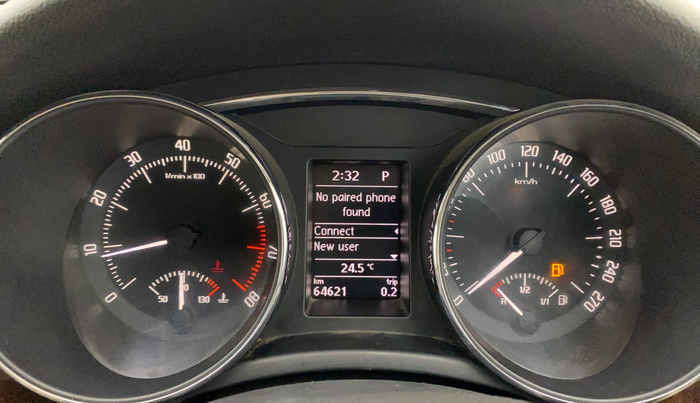 0 10 20 30 40 50 60 70 80
1/min x 100
50 130
2:32 P
No paired phone
found
Connect
New user
24.5 °C
km trip
64621 0.2
0 80 100 120 140 160 180 210 240 270
km/h
R 1/2 1/1